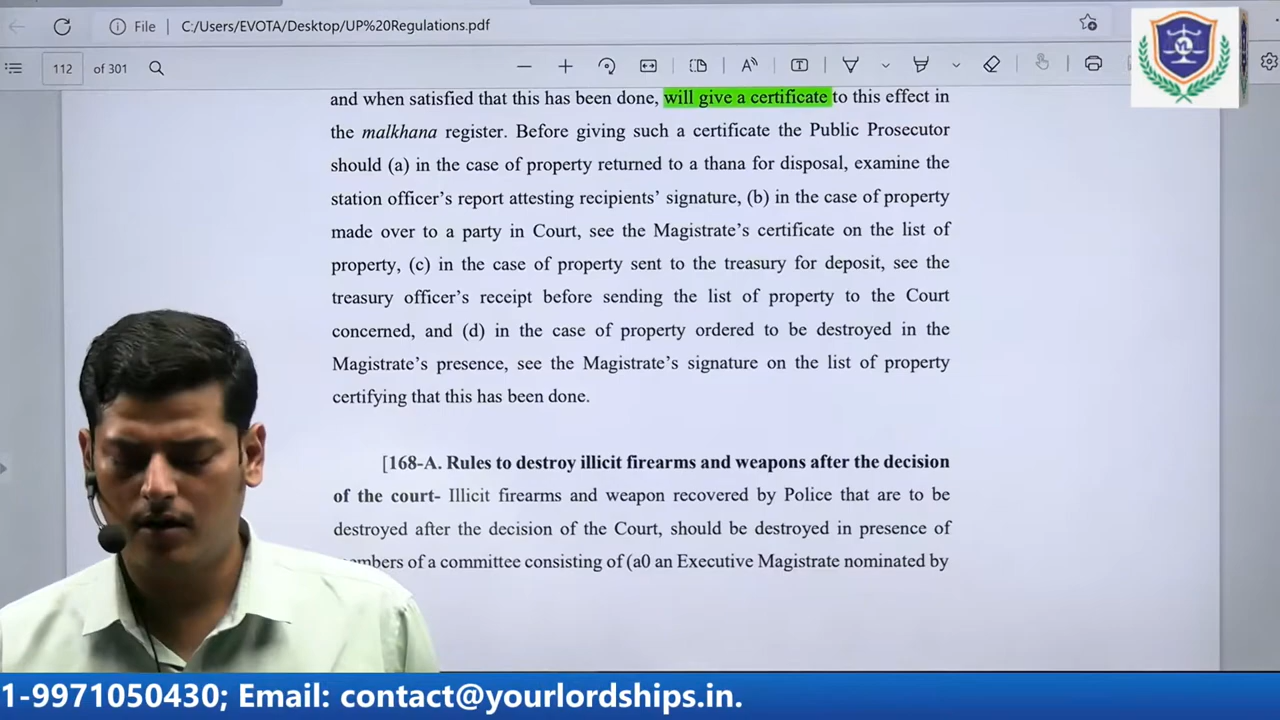 File
C:/Users/EVOTA/Desktop/UP%20Regulations.pdf
112 of 301
and when satisfied that this has been done, will give a certificate to this effect in
the malkhana register. Before giving such a certificate the Public Prosecutor
should (a) in the case of property returned to a thana for disposal, examine the
station officer's report attesting recipients' signature, (b) in the case of property
made over to a party in Court, see the Magistrate's certificate on the list of
property, (c) in the case of property sent to the treasury for deposit, see the
treasury officer's receipt before sending the list of property to the Court
concerned, and (d) in the case of property ordered to be destroyed in the
Magistrate's presence, see the Magistrate's signature on the list of property
certifying that this has been done.
[168-A. Rules to destroy illicit firearms and weapons after the decision
of the court- Illicit firearms and weapon recovered by Police that are to be
destroyed after the decision of the Court, should be destroyed in presence of
of a committee consisting of (a0 an Executive Magistrate nominated by
1-9971050430; Email: contact@yourlordships.in.